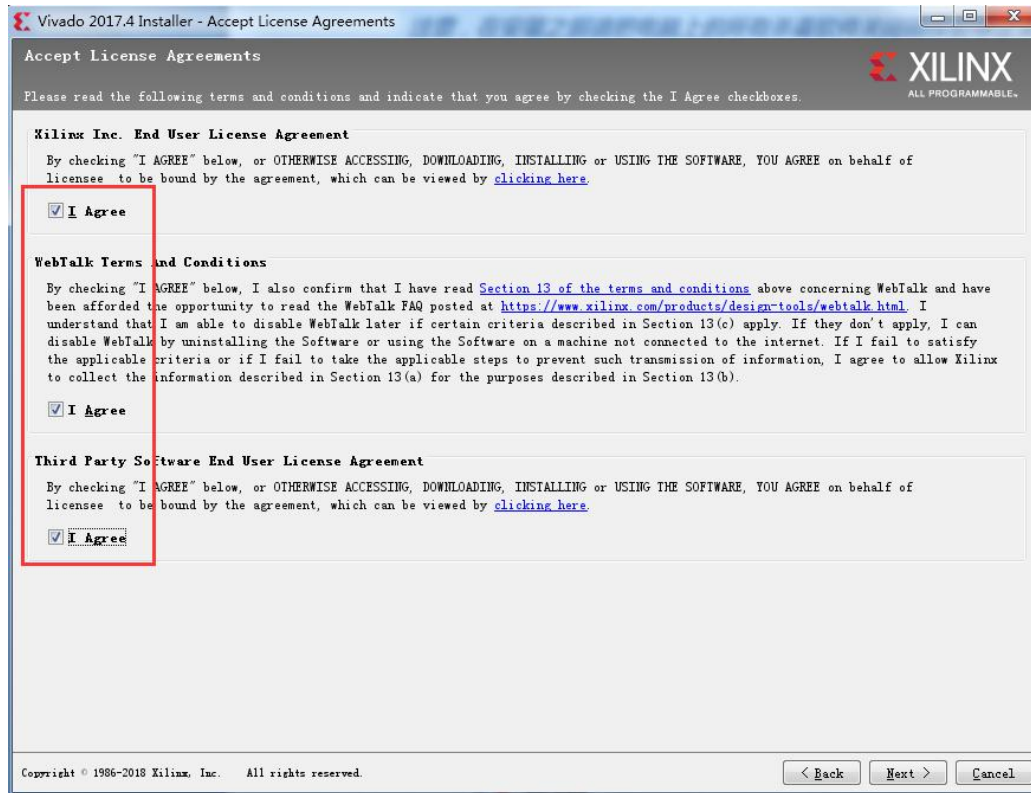 Vivado 2017.4 Installer - Accept License Agreements
Accept License Agreements
XILINX
ALL PROGRAMMABLE.
Please read the following terms and conditions and indicate that you agree by checking the I Agree checkboxes.
Xilinx Inc. End User License Agreement
By checking "I AGREE" below, or OTHERWISE ACCESSING, DOWNLOADING, INSTALLING or USING THE SOFTWARE, YOU AGREE on behalf of
licensee to be bound by the agreement, which can be viewed by clicking here.
I Agree
WebTalk Terms And Conditions
By checking "I AGREE" below, I also confirm that I have read Section 13 of the terms and conditions above concerning WebTalk and have
been afforded the opportunity to read the WebTalk FAQ posted at https://www.xilinx.com/products/design-tools/webtalk.html. I
understand that I am able to disable WebTalk later if certain criteria described in Section 13(c) apply. If they don't apply, I can
disable WebTalk by uninstalling the Software or using the Software on a machine not connected to the internet. If I fail to satisfy
the applicable criteria or if I fail to take the applicable steps to prevent such transmission of information, I agree to allow Xilinx
to collect the information described in Section 13(a) for the purposes described in Section 13(b).
I Agree
Third Party Software End User License Agreement
By checking "I AGREE" below, or OTHERWISE ACCESSING, DOWNLOADING, INSTALLING or USING THE SOFTWARE, YOU AGREE on behalf of
licensee to be bound by the agreement, which can be viewed by clicking here.
I Agree
Copyright © 1986-2018 Xilinx, Inc. All rights reserved.
< Back
Next >
Cancel